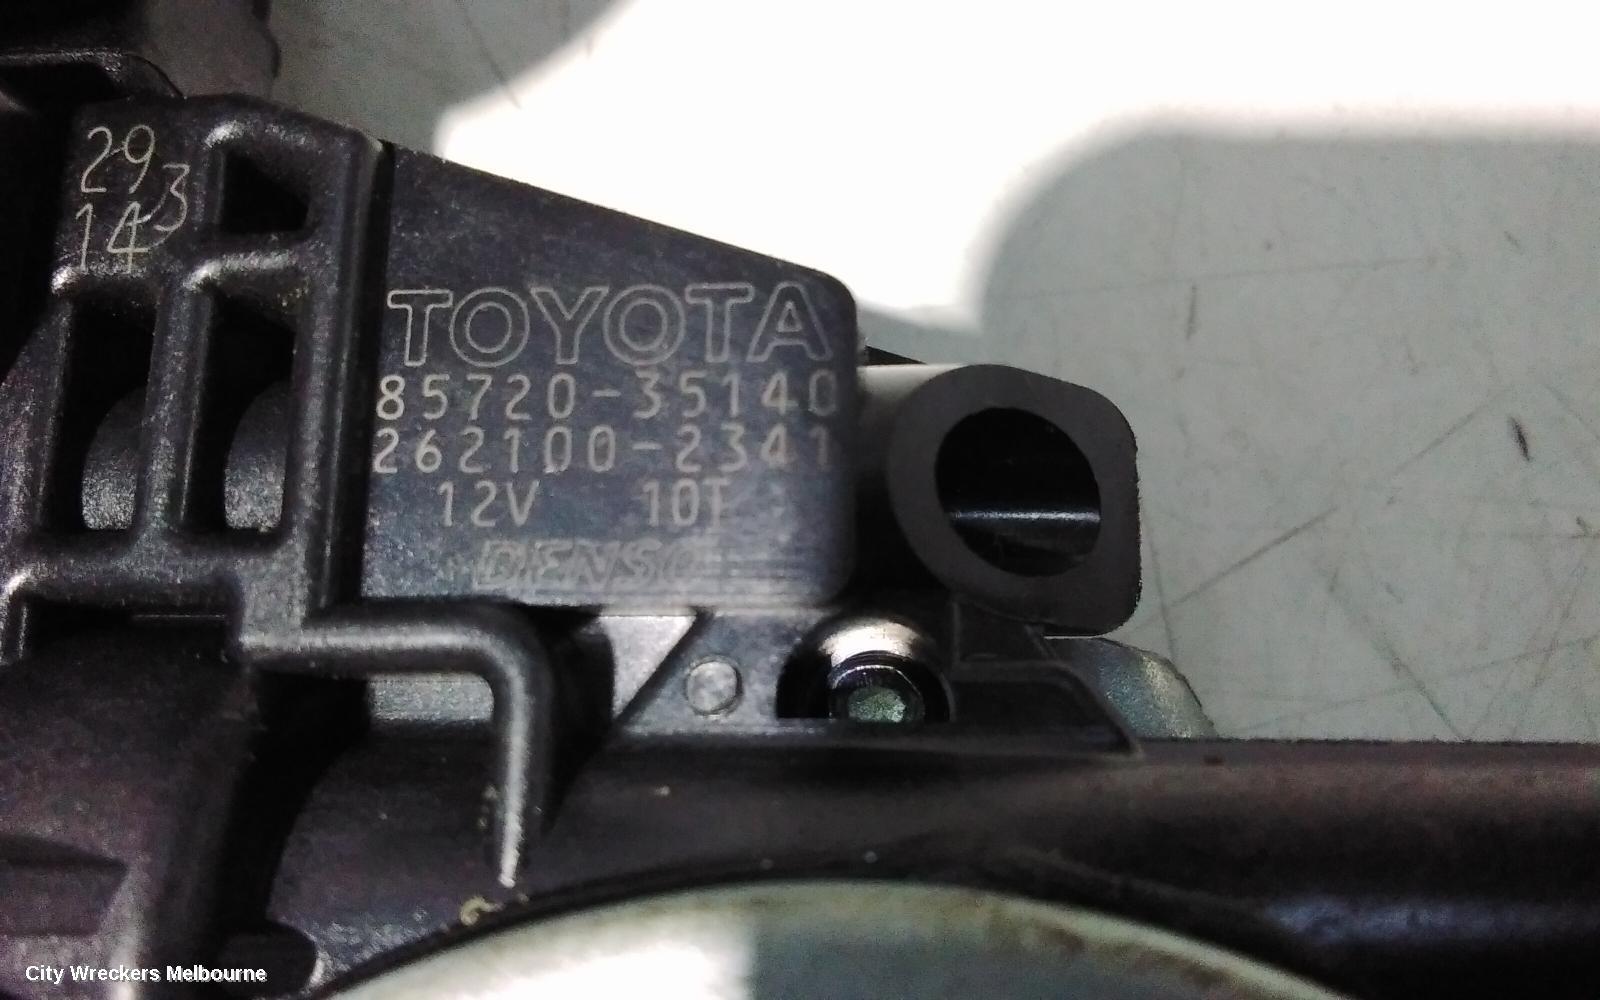 29
3
14
TOYOTA
85720-35140
262100-2341
12V 10T
DENSO
City Wreckers Melbourne